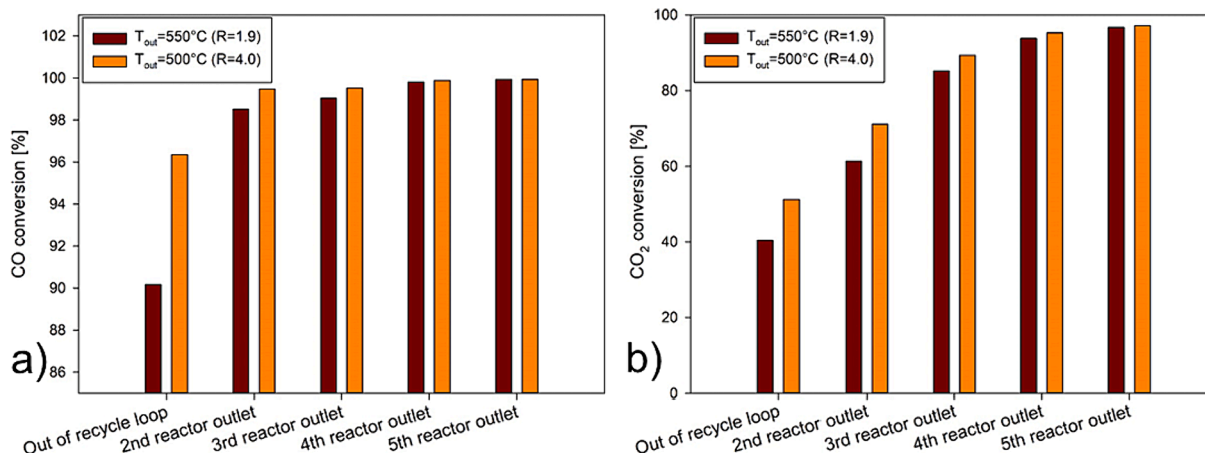 a)
CO conversion [%]
102
100
98
96
94
92
90
88
86
T_out=550°C (R=1.9)
T_out=500°C (R=4.0)
Out of recycle loop
2nd reactor outlet
3rd reactor outlet
4th reactor outlet
5th reactor outlet
b)
CO₂ conversion [%]
100
80
60
40
20
0
T_out=550°C (R=1.9)
T_out=500°C (R=4.0)
Out of recycle loop
2nd reactor outlet
3rd reactor outlet
4th reactor outlet
5th reactor outlet